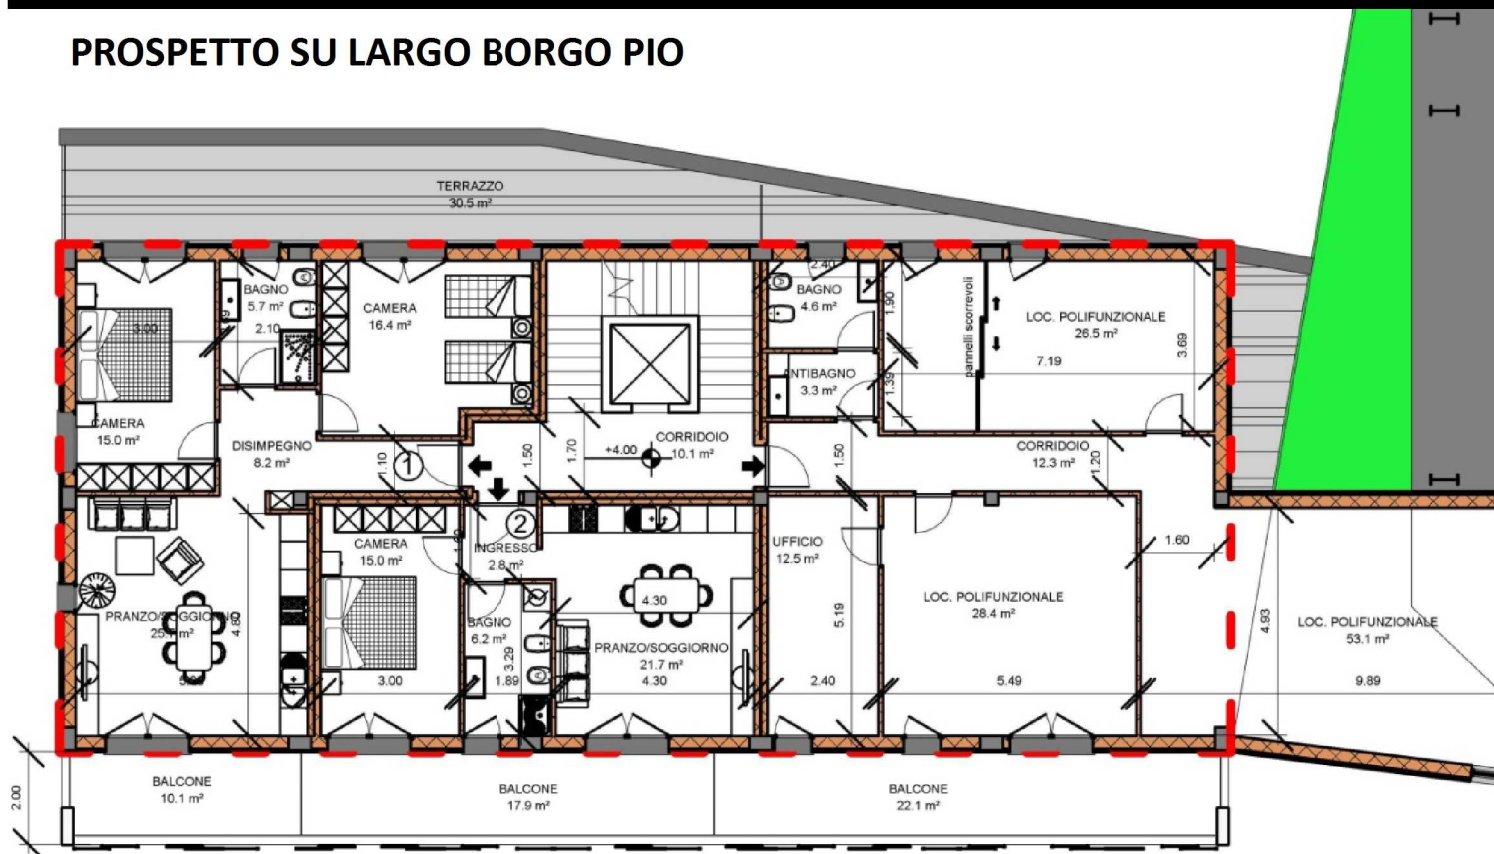 PROSPETTO SU LARGO BORGO PIO
TERRAZZO
30.5 m²
BAGNO
5.7 m²
2.10
3.00
CAMERA
16.4 m²
2.40
BAGNO
4.6 m²
1.90
pannelli scorrevoli
LOC. POLIFUNZIONALE
26.5 m²
7.19
3.69
ANTIBAGNO
3.3 m²
1.39
CAMERA
15.0 m²
DISIMPEGNO
8.2 m²
1.10
1
1.50
1.70
+4.00
CORRIDOIO
10.1 m²
1.50
CORRIDOIO
12.3 m²
1.20
2
CAMERA
15.0 m²
INGRESSO
2.8 m²
UFFICIO
12.5 m²
1.60
PRANZO/SOGGIORNO
4.80
BAGNO
6.2 m²
3.29
1.89
4.30
PRANZO/SOGGIORNO
21.7 m²
4.30
3.00
5.19
2.40
LOC. POLIFUNZIONALE
28.4 m²
5.49
4.93
LOC. POLIFUNZIONALE
53.1 m²
9.89
2.00
BALCONE
10.1 m²
BALCONE
17.9 m²
BALCONE
22.1 m²